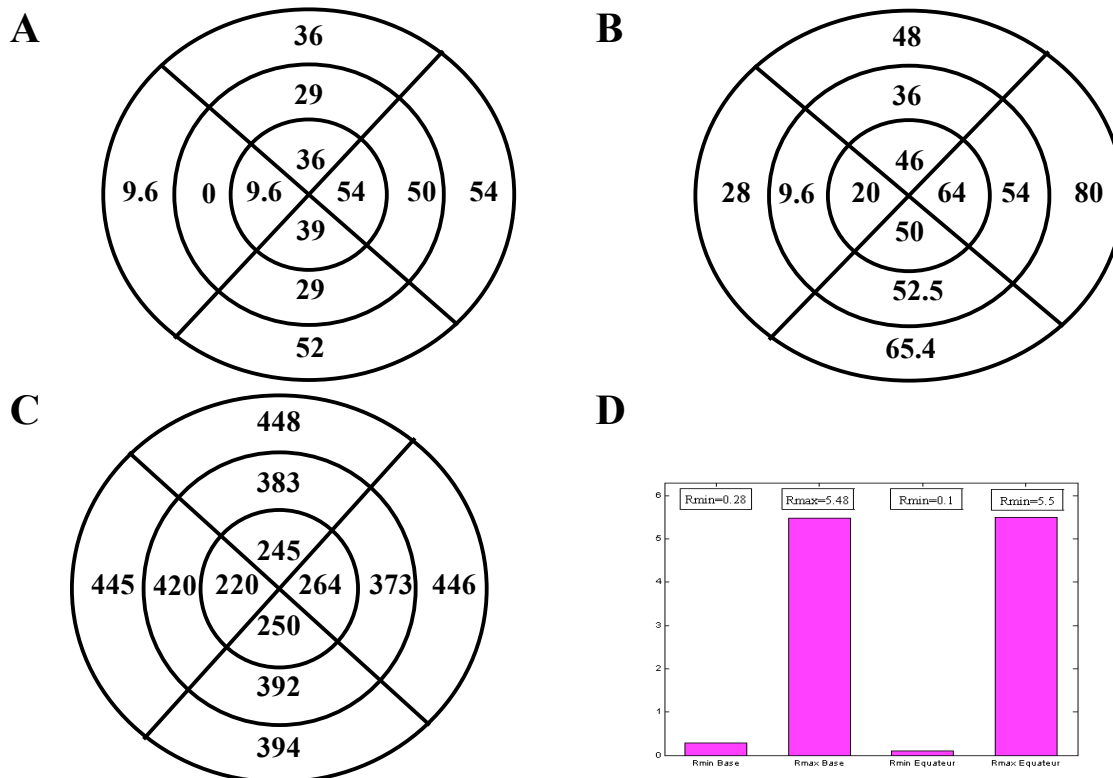 A
36
29
36
9.6 0 9.6 54 50 54
39
29
52
B
48
36
46
28 9.6 20 64 54 80
50
52.5
65.4
C
448
383
245
445 420 220 264 373 446
250
392
394
D
Rmin=0.28 Rmax=5.48 Rmin=0.1 Rmin=5.5
6
5
4
3
2
1
0
Rmin Base Rmax Base Rmin Equateur Rmax Equateur